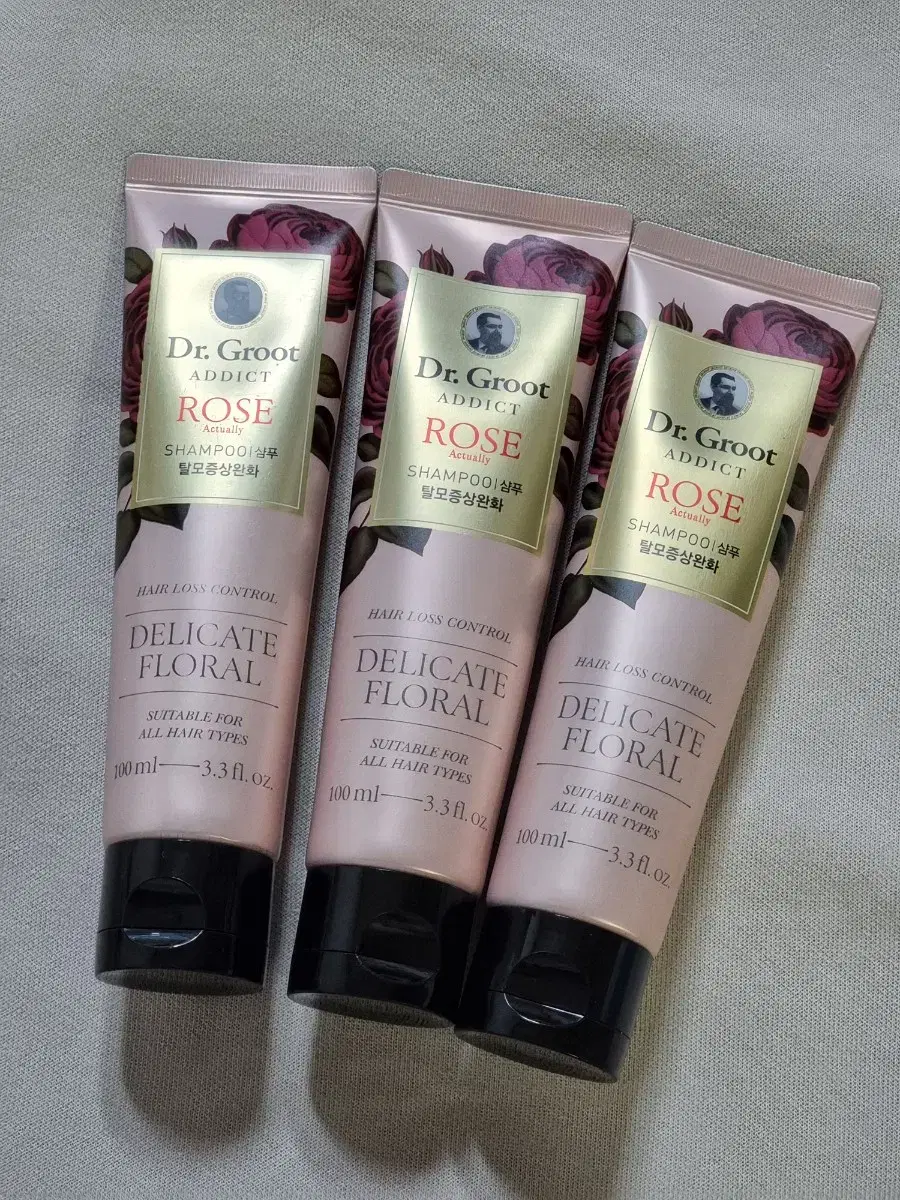 Dr. Groot
ADDICT
ROSE
Actually
SHAMPOO|샴푸
탈모증상완화
HAIR LOSS CONTROL
DELICATE
FLORAL
SUITABLE FOR
ALL HAIR TYPES
100 ml—3.3 fl. oz.
Dr. Groot
ADDICT
ROSE
Actually
SHAMPOO|샴푸
탈모증상완화
HAIR LOSS CONTROL
DELICATE
FLORAL
SUITABLE FOR
ALL HAIR TYPES
100 ml—3.3 fl. oz.
Dr. Groot
ADDICT
ROSE
Actually
SHAMPOO|샴푸
탈모증상완화
HAIR LOSS CONTROL
DELICATE
FLORAL
SUITABLE FOR
ALL HAIR TYPES
100 ml—3.3 fl. oz.